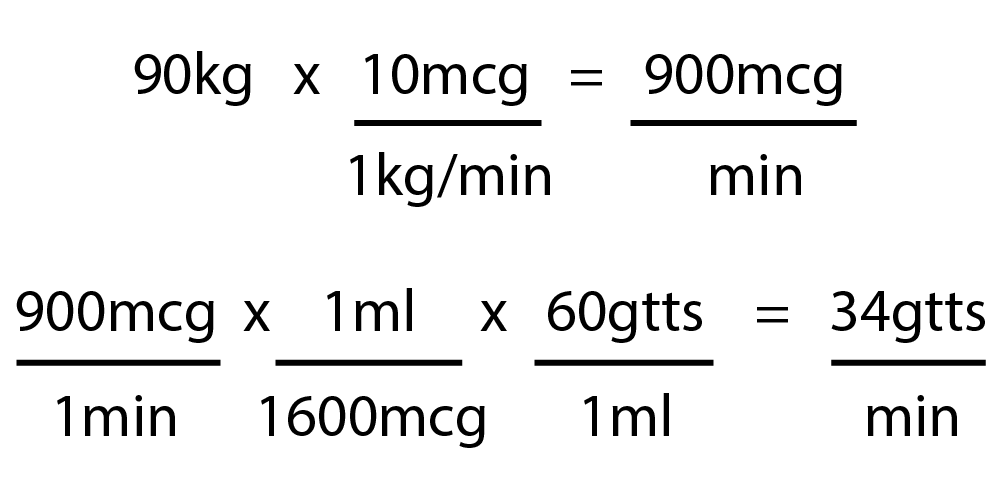 90kg x 10mcg = 900mcg
1kg/min min
900mcg x 1ml x 60gtts = 34gtts
1min 1600mcg 1ml min